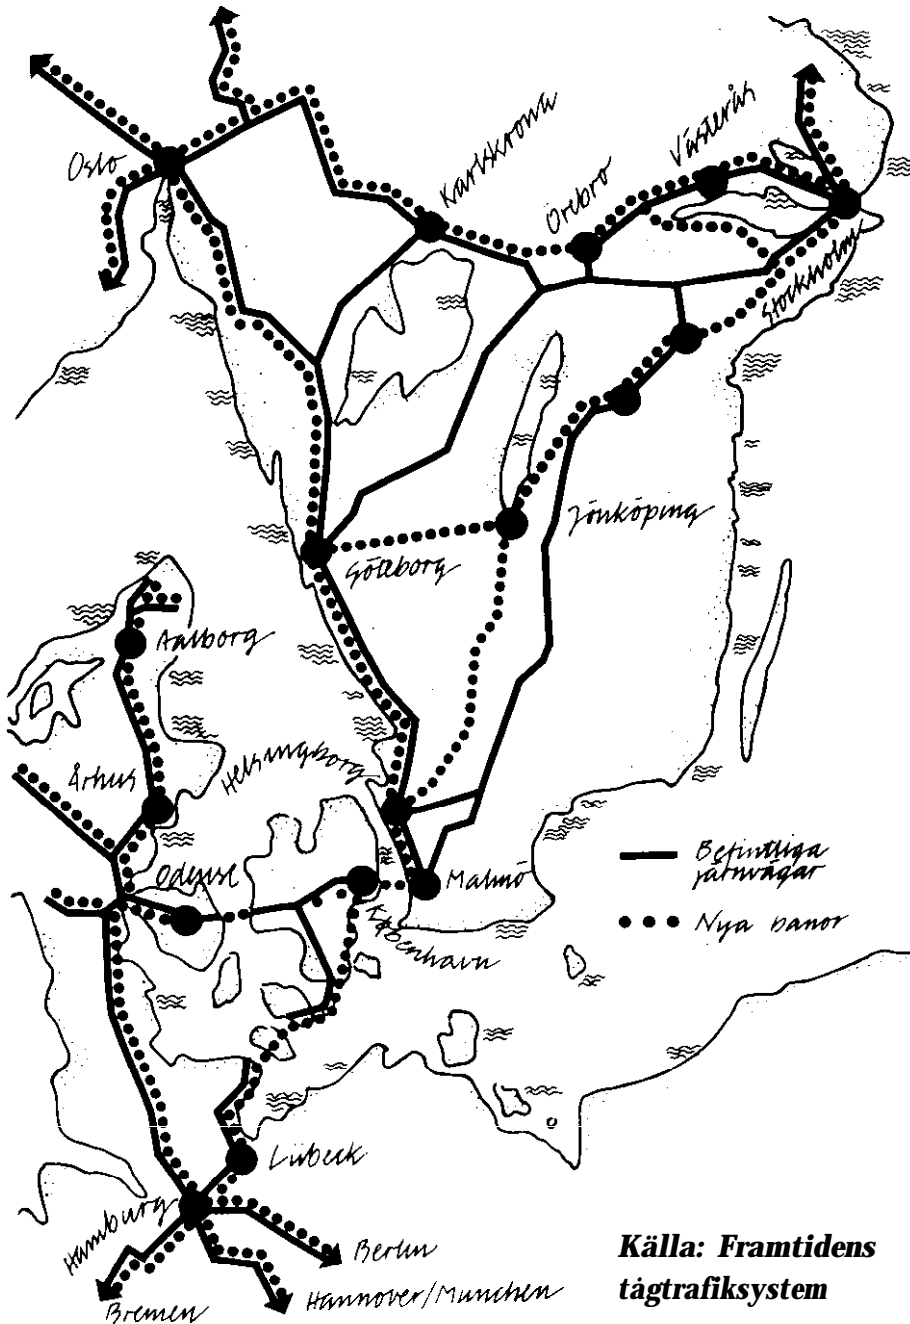 Oslo
Karlskrona
Örebro
Västerås
Stockholm
Jönköping
Göteborg
Aalborg
Helsingborg
Århus
Odense
Malmö
København
Befintliga
järnvägar
Nya banor
Lübeck
Hamburg
Berlin
Hannover/Munchen
Bremen
Källa: Framtidens
tågtrafiksystem